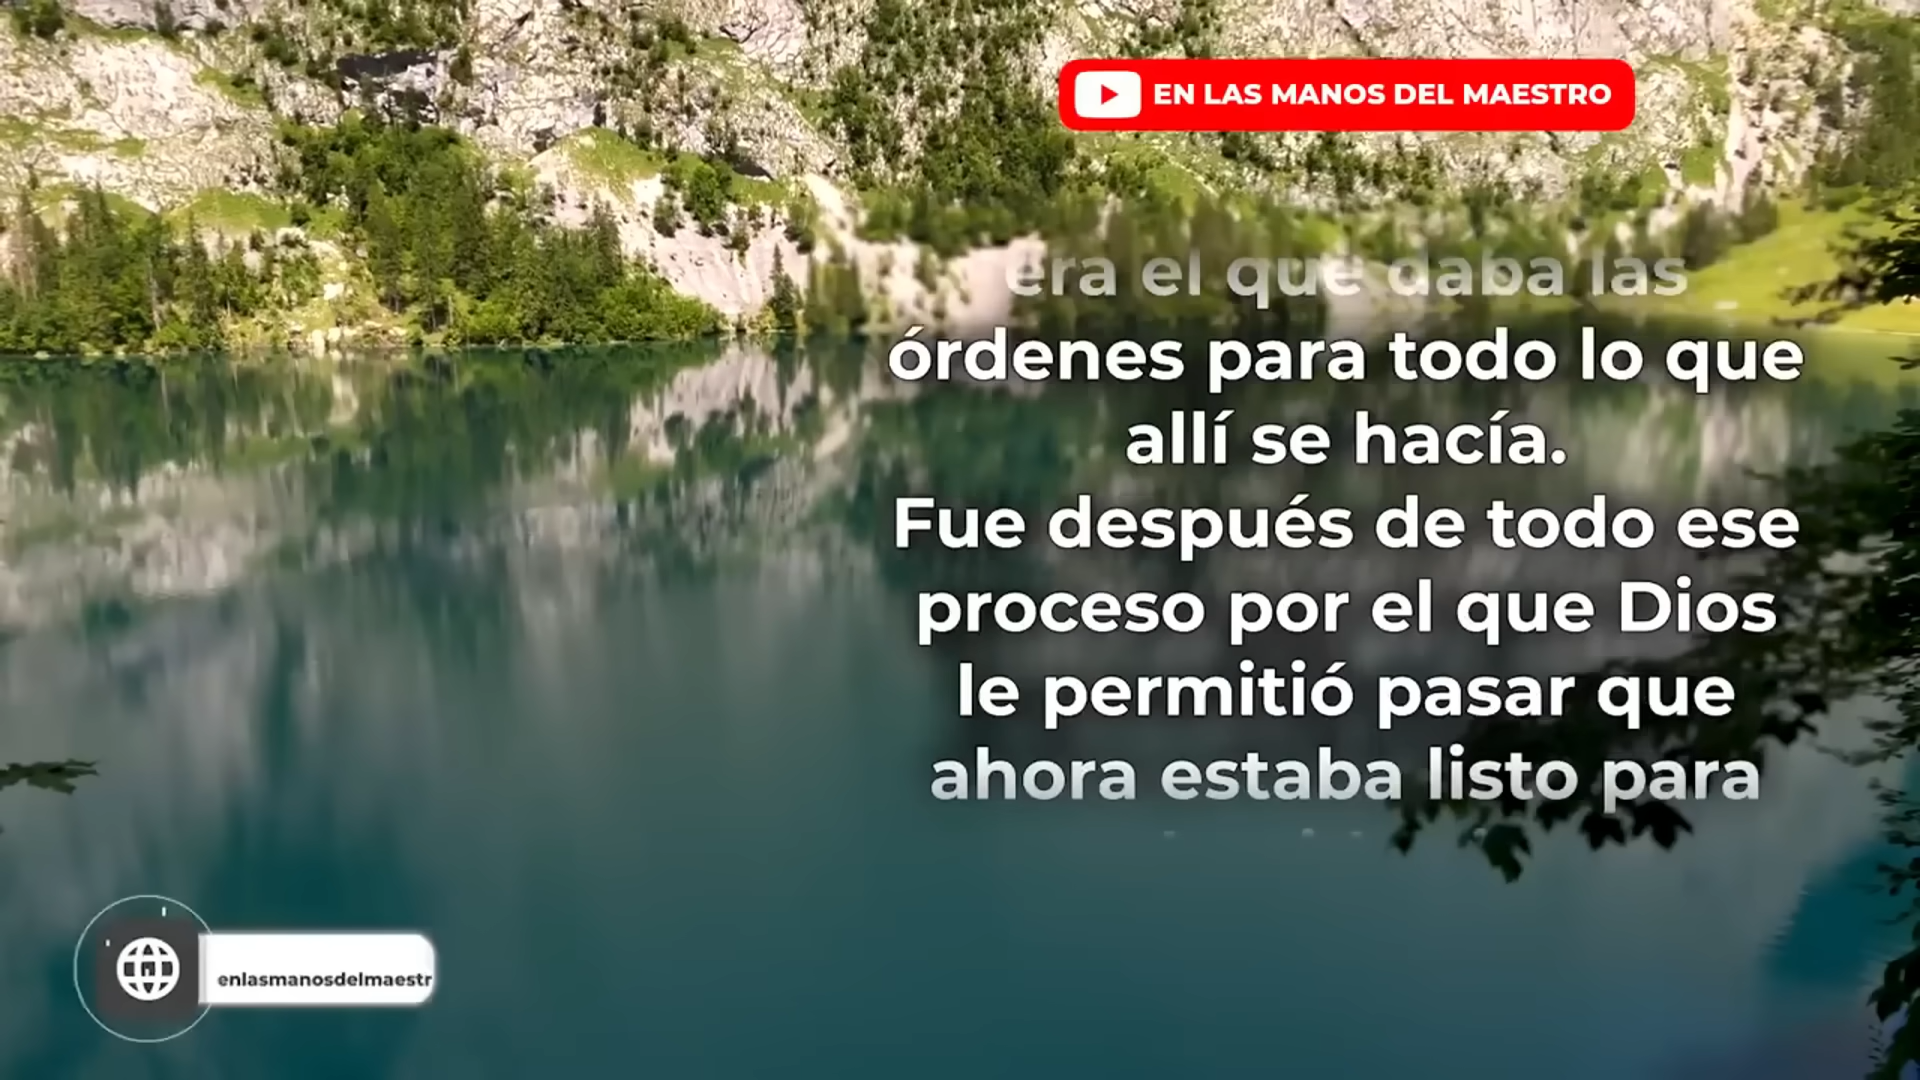 EN LAS MANOS DEL MAESTRO
era el que daba las
órdenes para todo lo que
allí se hacía.
Fue después de todo ese
proceso por el que Dios
le permitió pasar que
ahora estaba listo para
enlasmanosdelmaestr